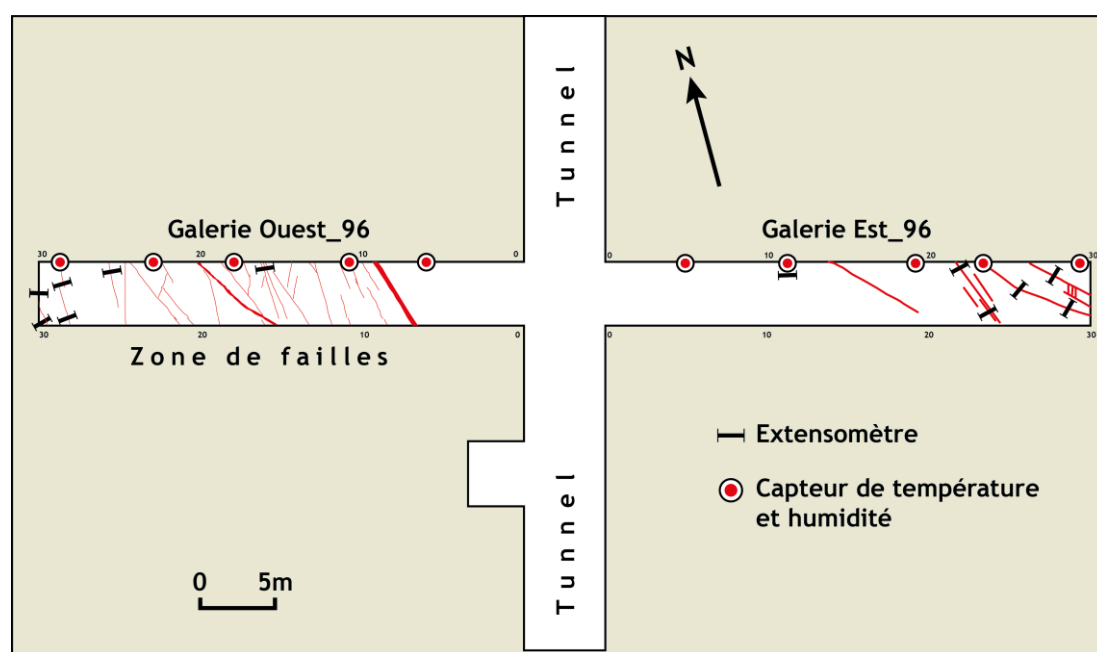 Tunnel
N
Galerie Ouest_96
Galerie Est_96
30 20 10 0
0 10 20 30
30 20 10 0
0 10 20 30
Zone de failles
Extensomètre
Capteur de température
et humidité
Tunnel
0 5m